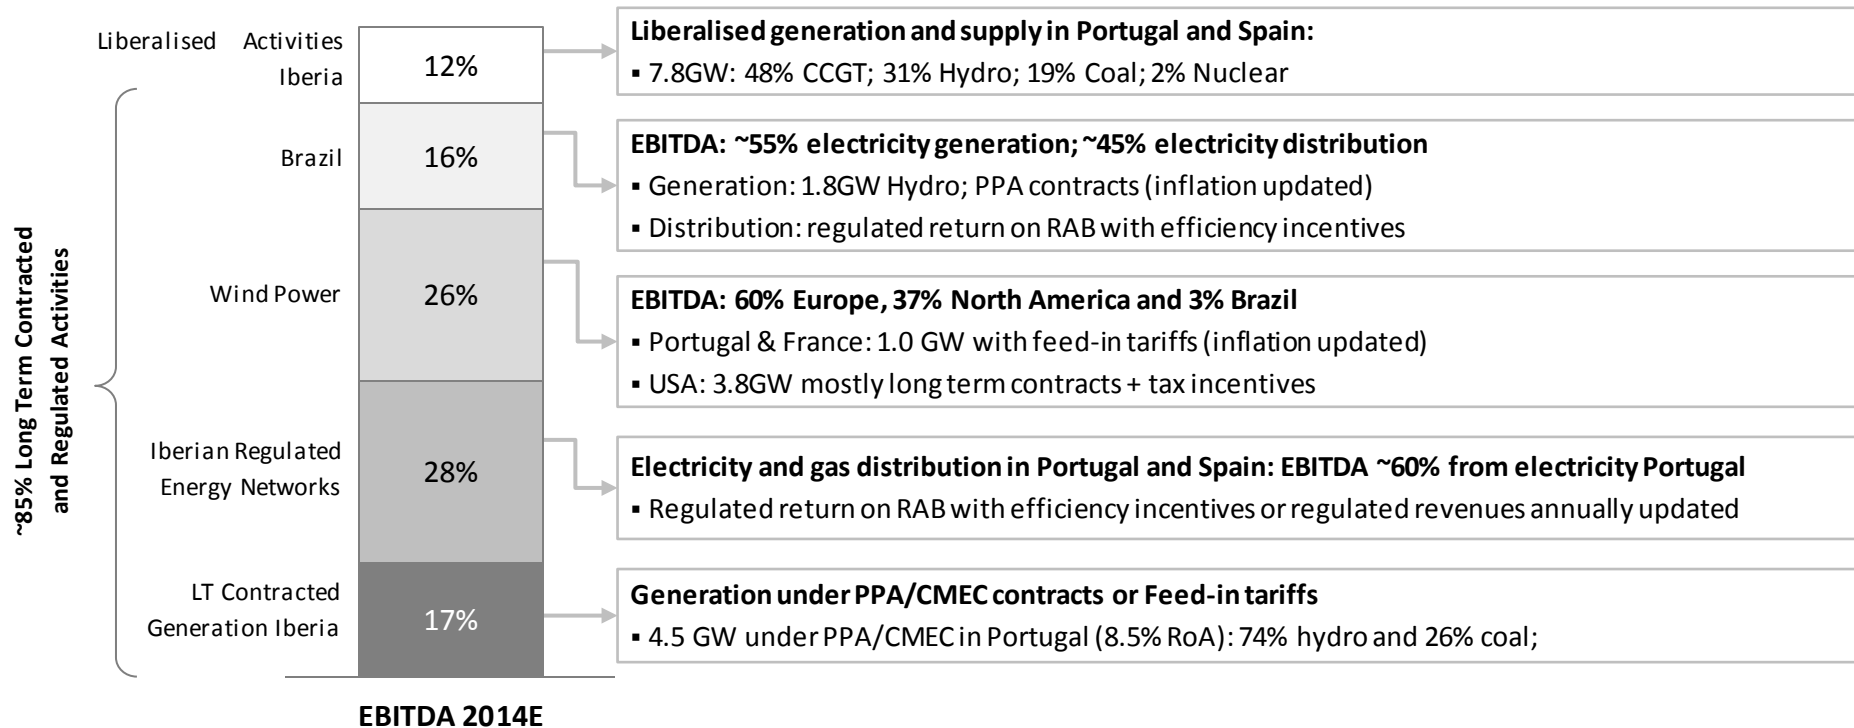 Liberalised Activities
Iberia
12%
Liberalised generation and supply in Portugal and Spain:
▪ 7.8GW: 48% CCGT; 31% Hydro; 19% Coal; 2% Nuclear
Brazil
16%
EBITDA: ~55% electricity generation; ~45% electricity distribution
▪ Generation: 1.8GW Hydro; PPA contracts (inflation updated)
▪ Distribution: regulated return on RAB with efficiency incentives
~85% Long Term Contracted
and Regulated Activities
Wind Power
26%
EBITDA: 60% Europe, 37% North America and 3% Brazil
▪ Portugal & France: 1.0 GW with feed-in tariffs (inflation updated)
▪ USA: 3.8GW mostly long term contracts + tax incentives
Iberian Regulated
Energy Networks
28%
Electricity and gas distribution in Portugal and Spain: EBITDA ~60% from electricity Portugal
▪ Regulated return on RAB with efficiency incentives or regulated revenues annually updated
LT Contracted
Generation Iberia
17%
Generation under PPA/CMEC contracts or Feed-in tariffs
▪ 4.5 GW under PPA/CMEC in Portugal (8.5% RoA): 74% hydro and 26% coal;
EBITDA 2014E